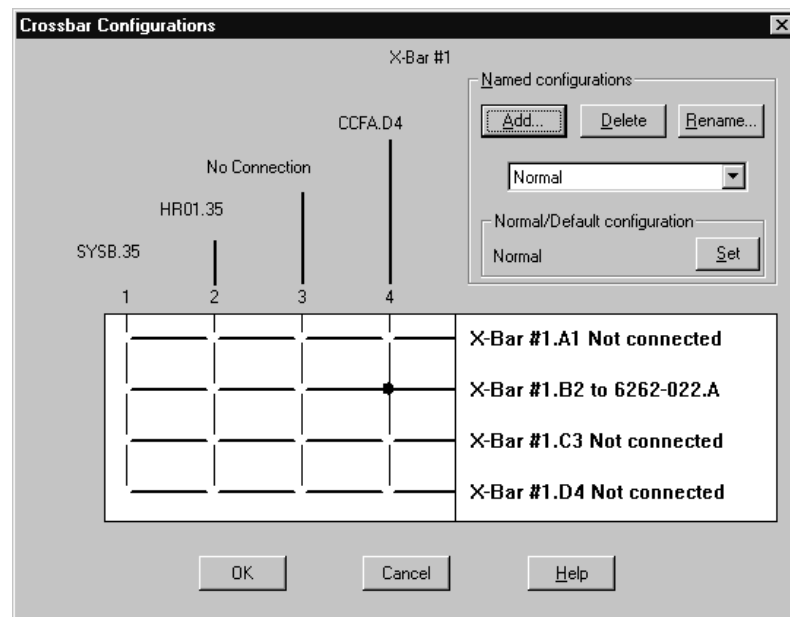 Crossbar Configurations
X-Bar #1
Named configurations
Add...
Delete
Rename...
Normal
Normal/Default configuration
Normal
Set
CCFA.D4
No Connection
HR01.35
SYSB.35
1 2 3 4
X-Bar #1.A1 Not connected
X-Bar #1.B2 to 6262-022.A
X-Bar #1.C3 Not connected
X-Bar #1.D4 Not connected
OK
Cancel
Help